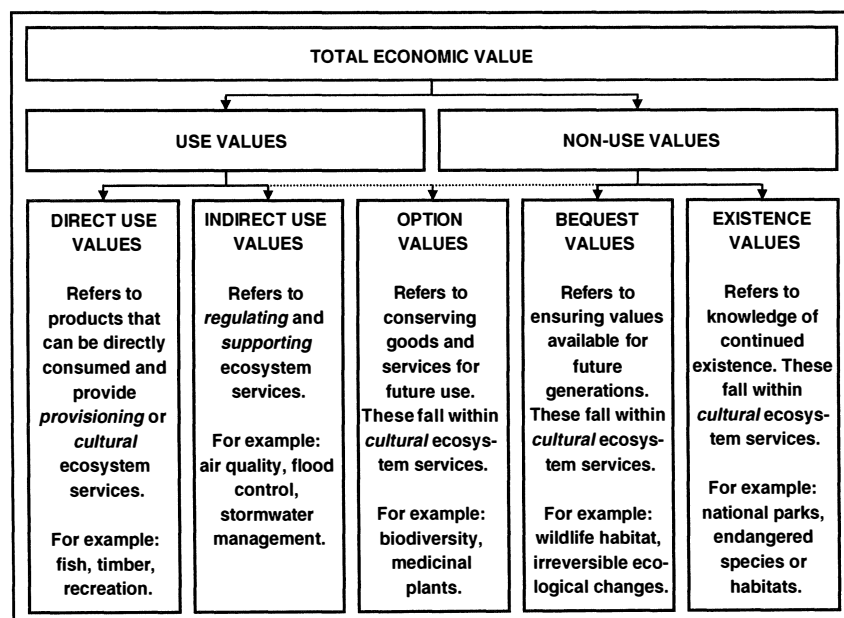 TOTAL ECONOMIC VALUE
USE VALUES
NON-USE VALUES
DIRECT USE
VALUES
Refers to
products that
can be directly
consumed and
provide
provisioning or
cultural
ecosystem
services.
For example:
fish, timber,
recreation.
INDIRECT USE
VALUES
Refers to
regulating and
supporting
ecosystem
services.
For example:
air quality, flood
control,
stormwater
management.
OPTION
VALUES
Refers to
conserving
goods and
services for
future use.
These fall within
cultural ecosys-
tem services.
For example:
biodiversity,
medicinal
plants.
BEQUEST
VALUES
Refers to
ensuring values
available for
future
generations.
These fall within
cultural ecosys-
tem services.
For example:
wildlife habitat,
irreversible eco-
logical changes.
EXISTENCE
VALUES
Refers to
knowledge of
continued
existence. These
fall within
cultural ecosys-
tem services.
For example:
national parks,
endangered
species or
habitats.